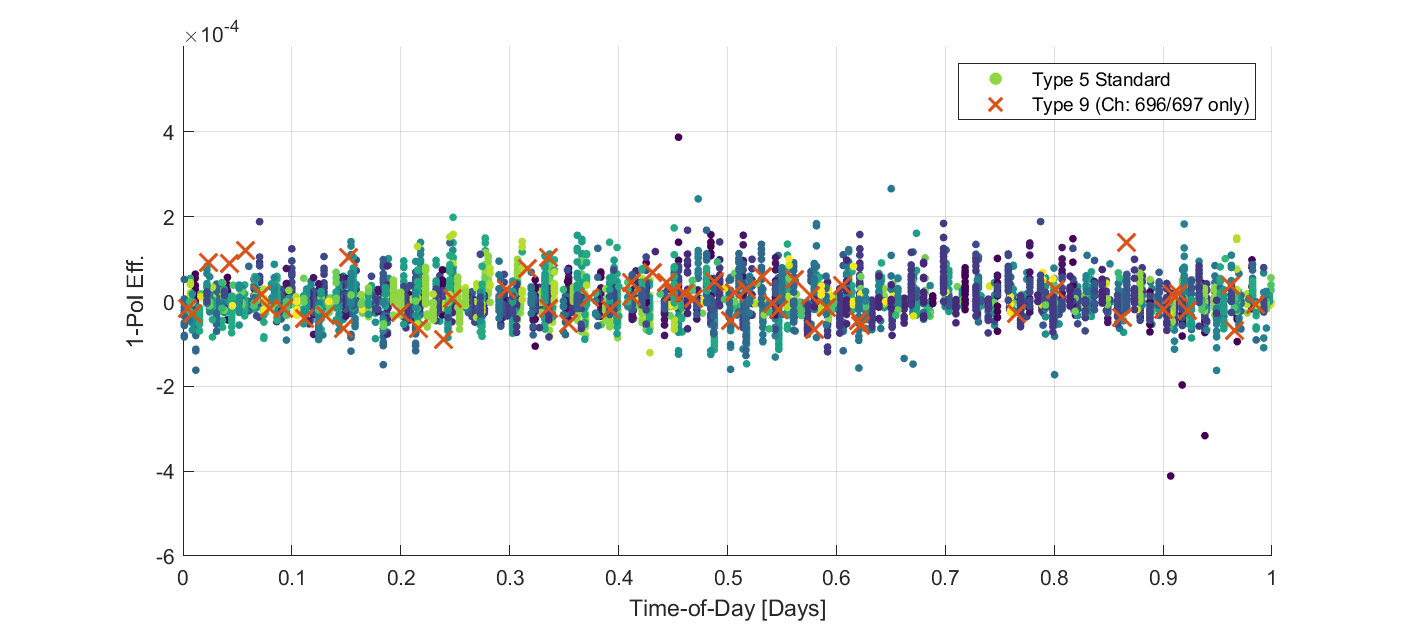 ×10-4
Type 5 Standard
Type 9 (Ch: 696/697 only)
4
2
0
-2
-4
-6
1-Pol Eff.
0 0.1 0.2 0.3 0.4 0.5 0.6 0.7 0.8 0.9 1
Time-of-Day [Days]